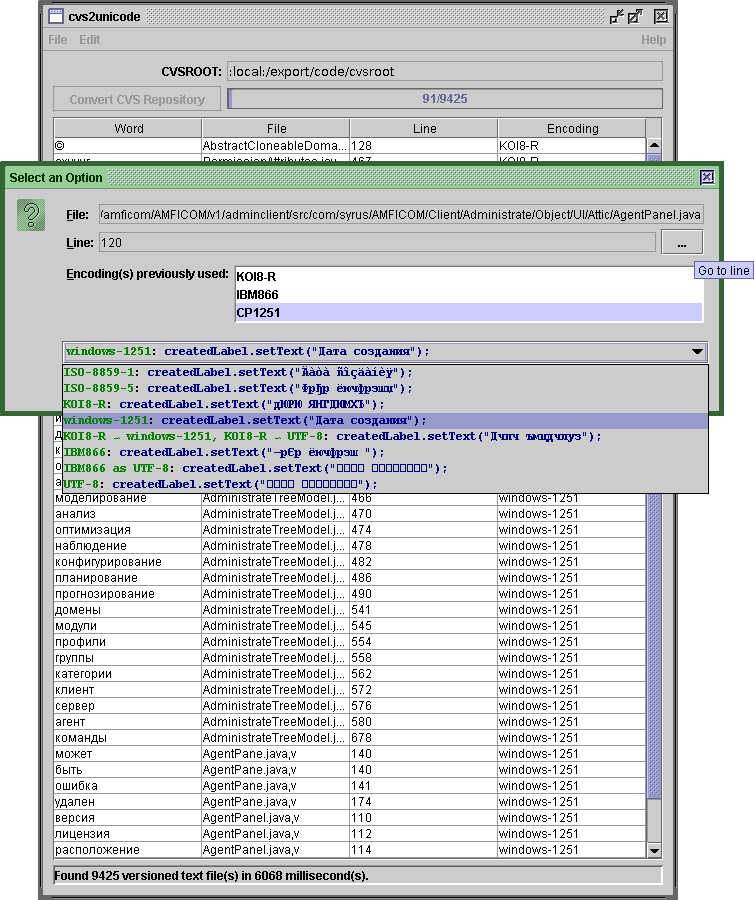 cvs2unicode
File Edit Help
CVSROOT: :local:/export/code/cvsroot
Convert CVS Repository 91/9425
Word File Line Encoding
© AbstractCloneableDoma... 128 KOI8-R
Select an Option
File: /amficom/AMFICOM/v1/adminclient/src/com/syrus/AMFICOM/Client/Administrate/Object/UI/Attic/AgentPanel.java
Line: 120 ...
Go to line
Encoding(s) previously used: KOI8-R
IBM866
CP1251
windows-1251: createdLabel.setText("Дата создания");
ISO-8859-1: createdLabel.setText("Äàòà ñîçäàíèÿ");
ISO-8859-5: createdLabel.setText("
KOI8-R: createdLabel.setText("дЮРЮ ЯНГДЮМХЪ");
windows-1251: createdLabel.setText("Дата создания");
KOI8-R → windows-1251, KOI8-R → UTF-8: createdLabel.setText("
IBM866: createdLabel.setText("
IBM866 as UTF-8: createdLabel.setText("□□□□ □□□□□□□□");
UTF-8: createdLabel.setText("□□□□ □□□□□□□□");
моделирование AdministrateTreeModel.j... 466 windows-1251
анализ AdministrateTreeModel.j... 470 windows-1251
оптимизация AdministrateTreeModel.j... 474 windows-1251
наблюдение AdministrateTreeModel.j... 478 windows-1251
конфигурирование AdministrateTreeModel.j... 482 windows-1251
планирование AdministrateTreeModel.j... 486 windows-1251
прогнозирование AdministrateTreeModel.j... 490 windows-1251
домены AdministrateTreeModel.j... 541 windows-1251
модули AdministrateTreeModel.j... 545 windows-1251
профили AdministrateTreeModel.j... 554 windows-1251
группы AdministrateTreeModel.j... 558 windows-1251
категории AdministrateTreeModel.j... 562 windows-1251
клиент AdministrateTreeModel.j... 572 windows-1251
сервер AdministrateTreeModel.j... 576 windows-1251
агент AdministrateTreeModel.j... 580 windows-1251
команды AdministrateTreeModel.j... 678 windows-1251
может AgentPane.java,v 140 windows-1251
быть AgentPane.java,v 140 windows-1251
ошибка AgentPane.java,v 141 windows-1251
удален AgentPane.java,v 174 windows-1251
версия AgentPanel.java,v 110 windows-1251
лицензия AgentPanel.java,v 112 windows-1251
расположение AgentPanel.java,v 114 windows-1251
Found 9425 versioned text file(s) in 6068 millisecond(s).